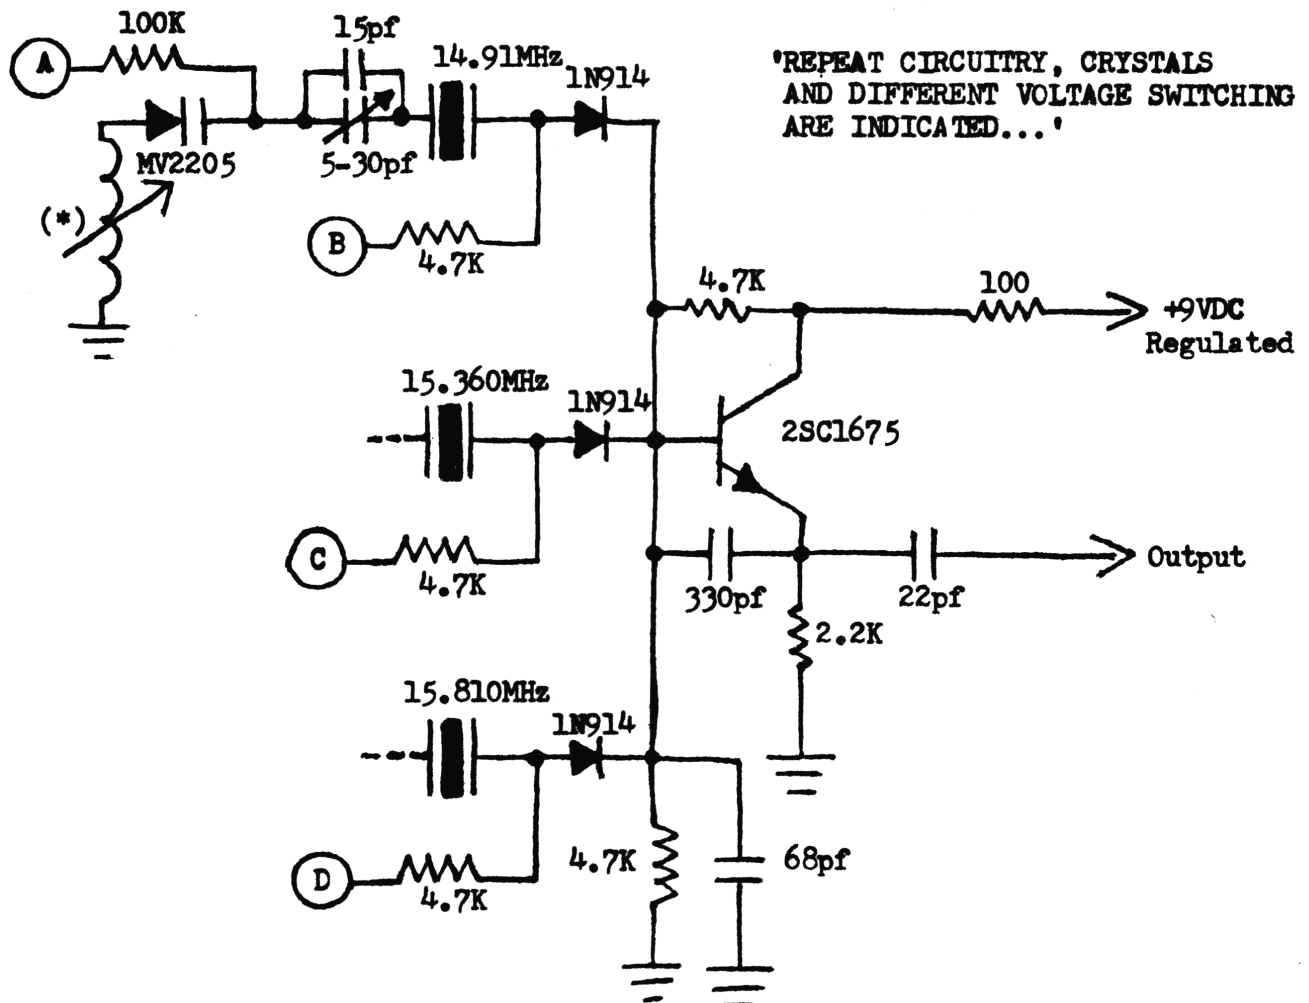 100K
15pf
A
14.91MHz
1N914
'REPEAT CIRCUITRY, CRYSTALS
AND DIFFERENT VOLTAGE SWITCHING
ARE INDICATED...'
MV2205
5-30pf
(*)
B
4.7K
4.7K
100
+9VDC
Regulated
15.360MHz
1N914
2SC1675
C
4.7K
330pf
22pf
Output
2.2K
15.810MHz
1N914
D
4.7K
4.7K
68pf